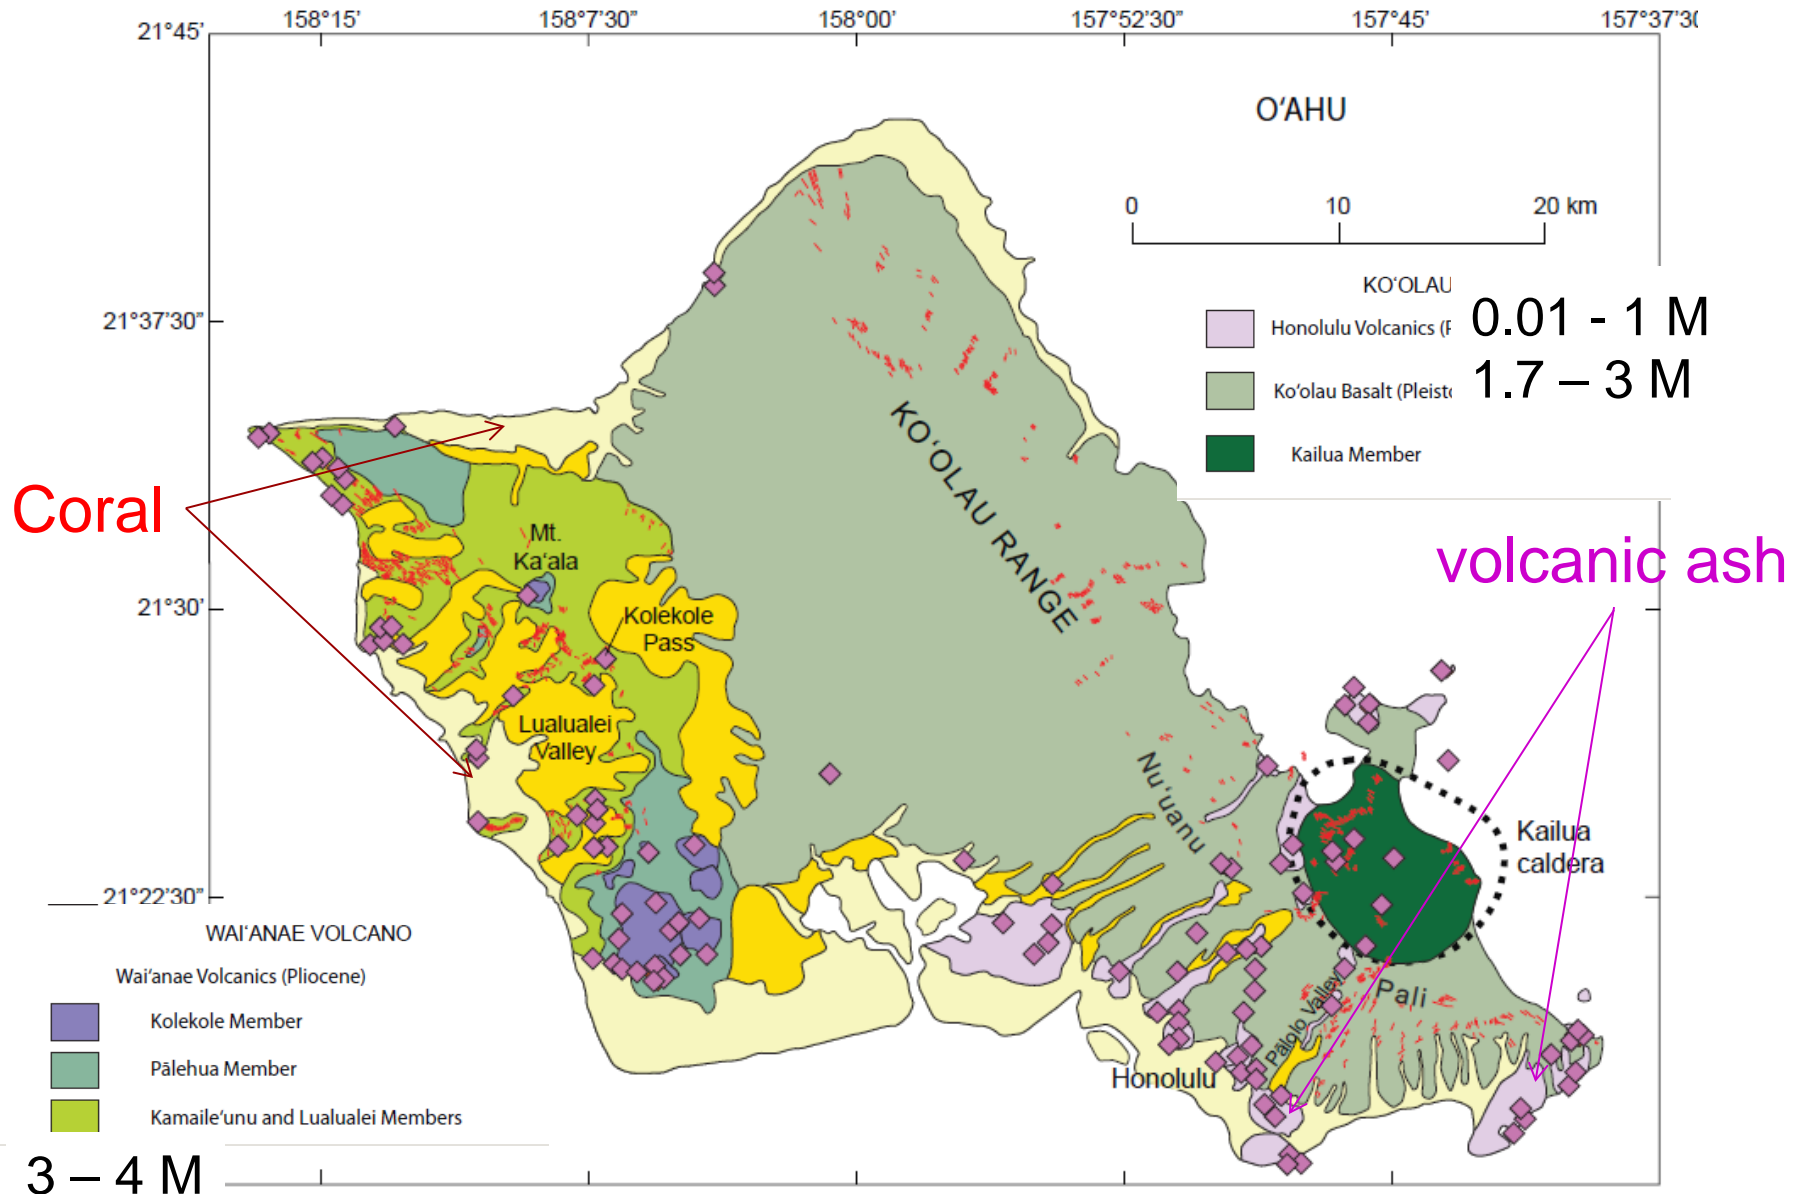 158°15'
158°7'30"
158°00'
157°52'30"
157°45'
157°37'30
21°45'
O‘AHU
0
10
20 km
KO‘OLAU
21°37'30"
Honolulu Volcanics (P
0.01 - 1 M
Ko‘olau Basalt (Pleisto
1.7 – 3 M
Kailua Member
KO‘OLAU RANGE
Coral
Mt.
Ka‘ala
volcanic ash
21°30'
Kolekole
Pass
Lualualei
Valley
Nu‘uanu
Kailua
caldera
21°22'30"
WAI‘ANAE VOLCANO
Wai‘anae Volcanics (Pliocene)
Kolekole Member
Pālehua Member
Kamaile‘unu and Lualualei Members
3 – 4 M
Pali
Pālolo Valley
Honolulu